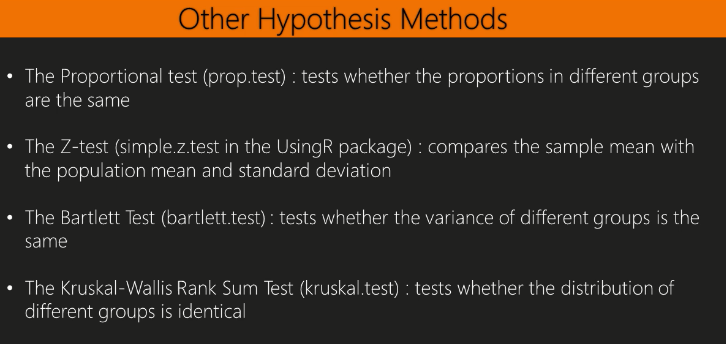 Other Hypothesis Methods
• The Proportional test (prop.test) : tests whether the proportions in different groups
are the same
• The Z-test (simple.z.test in the UsingR package) : compares the sample mean with
the population mean and standard deviation
• The Bartlett Test (bartlett.test) : tests whether the variance of different groups is the
same
• The Kruskal-Wallis Rank Sum Test (kruskal.test) : tests whether the distribution of
different groups is identical